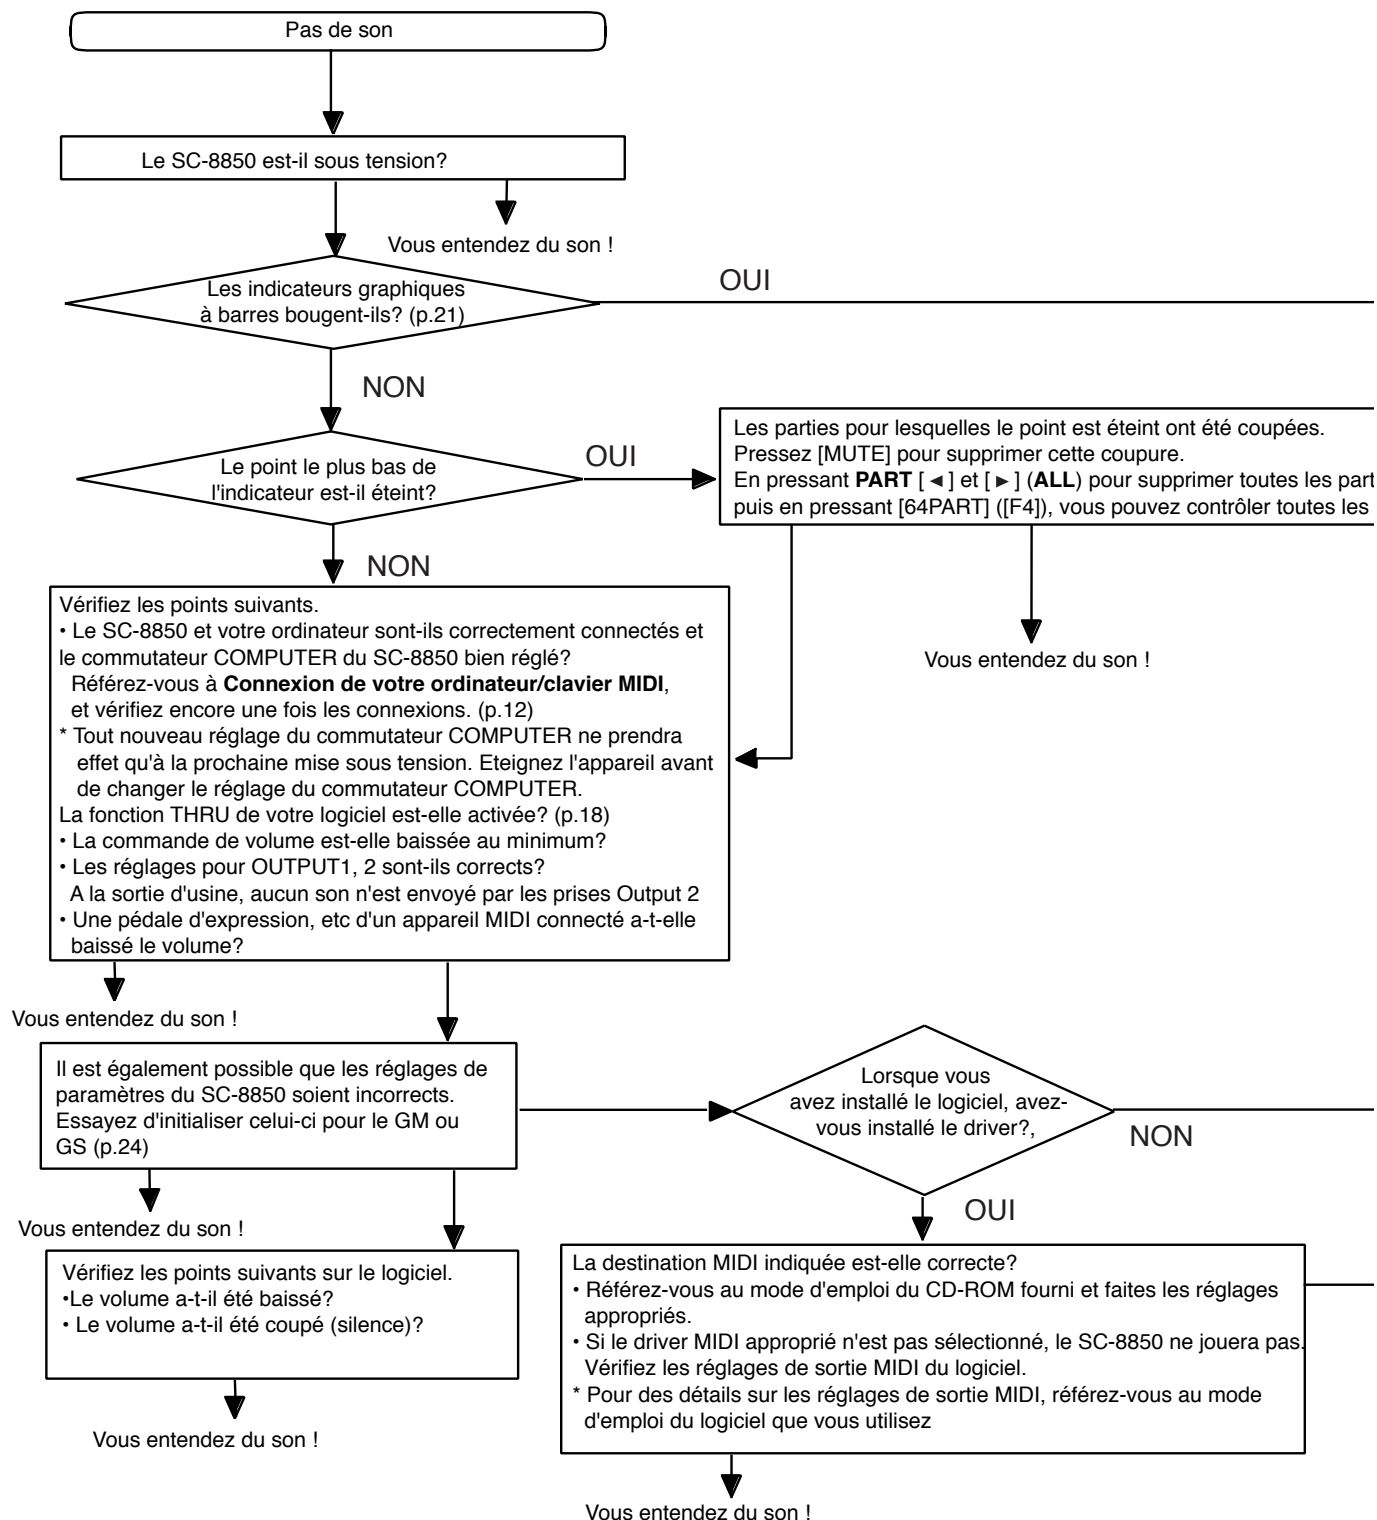 Pas de son
Le SC-8850 est-il sous tension?
Vous entendez du son !
Les indicateurs graphiques
à barres bougent-ils? (p.21)
OUI
NON
Le point le plus bas de
l'indicateur est-il éteint?
OUI
Les parties pour lesquelles le point est éteint ont été coupées.
Pressez [MUTE] pour supprimer cette coupure.
En pressant PART [ ◄ ] et [ ► ] (ALL) pour supprimer toutes les
puis en pressant [64PART] ([F4]), vous pouvez contrôler toutes les
NON
Vous entendez du son !
Vérifiez les points suivants.
• Le SC-8850 et votre ordinateur sont-ils correctement connectés et
le commutateur COMPUTER du SC-8850 bien réglé?
Référez-vous à Connexion de votre ordinateur/clavier MIDI,
et vérifiez encore une fois les connexions. (p.12)
* Tout nouveau réglage du commutateur COMPUTER ne prendra
effet qu'à la prochaine mise sous tension. Eteignez l'appareil avant
de changer le réglage du commutateur COMPUTER.
La fonction THRU de votre logiciel est-elle activée? (p.18)
• La commande de volume est-elle baissée au minimum?
• Les réglages pour OUTPUT1, 2 sont-ils corrects?
A la sortie d'usine, aucun son n'est envoyé par les prises Output 2
• Une pédale d'expression, etc d'un appareil MIDI connecté a-t-elle
baissé le volume?
Vous entendez du son !
Il est également possible que les réglages de
paramètres du SC-8850 soient incorrects.
Essayez d'initialiser celui-ci pour le GM ou
GS (p.24)
Lorsque vous
avez installé le logiciel, avez-
vous installé le driver?,
NON
OUI
Vous entendez du son !
Vérifiez les points suivants sur le logiciel.
•Le volume a-t-il été baissé?
• Le volume a-t-il été coupé (silence)?
Vous entendez du son !
La destination MIDI indiquée est-elle correcte?
• Référez-vous au mode d'emploi du CD-ROM fourni et faites les réglages
appropriés.
• Si le driver MIDI approprié n'est pas sélectionné, le SC-8850 ne jouera pas.
Vérifiez les réglages de sortie MIDI du logiciel.
* Pour des détails sur les réglages de sortie MIDI, référez-vous au mode
d'emploi du logiciel que vous utilisez
Vous entendez du son !